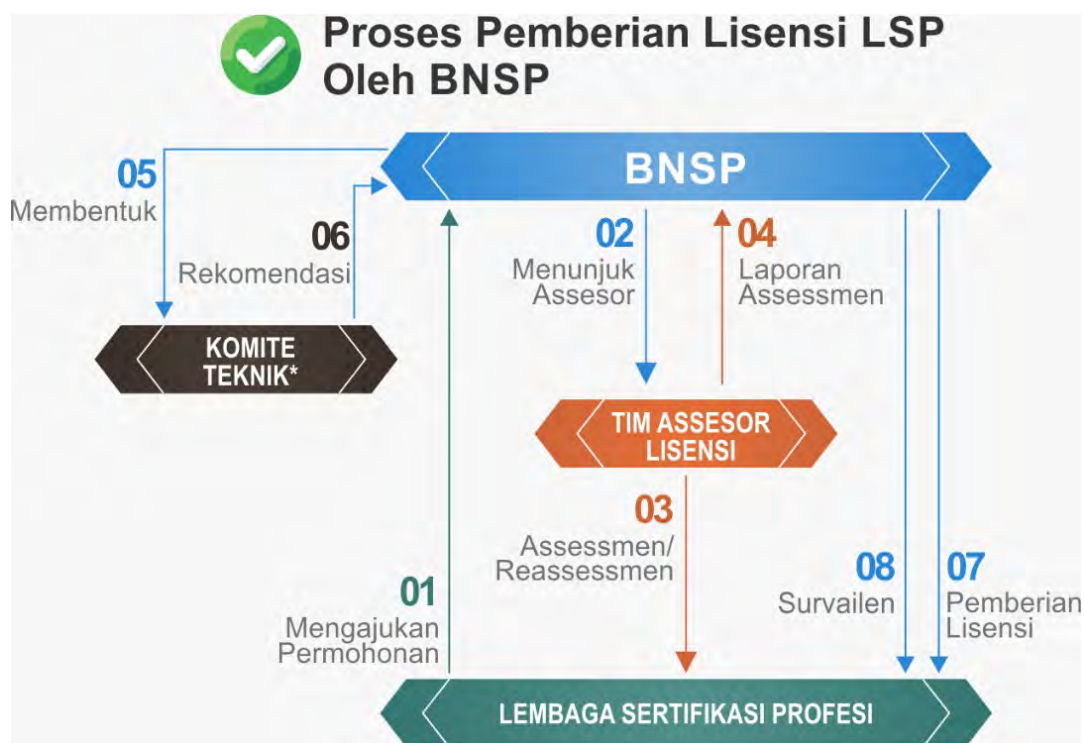 Proses Pemberian Lisensi LSP
Oleh BNSP
BNSP
05
Membentuk
06
Rekomendasi
02
Menunjuk
Assesor
04
Laporan
Assessmen
KOMITE
TEKNIK*
TIM ASSESOR
LISENSI
03
Assessmen/
Reassessmen
01
Mengajukan
Permohonan
08
Survailen
07
Pemberian
Lisensi
LEMBAGA SERTIFIKASI PROFESI